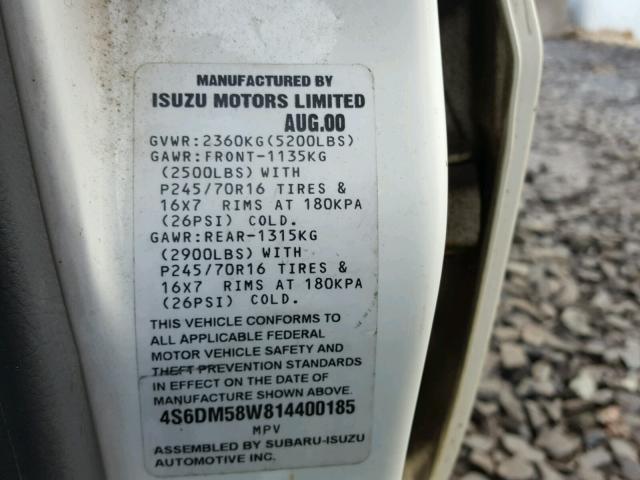 MANUFACTURED BY
ISUZU MOTORS LIMITED
AUG.00
GVWR:2360KG(5200LBS)
GAWR:FRONT-1135KG
(2500LBS) WITH
P245/70R16 TIRES &
16X7 RIMS AT 180KPA
(26PSI) COLD.
GAWR:REAR-1315KG
(2900LBS) WITH
P245/70R16 TIRES &
16X7 RIMS AT 180KPA
(26PSI) COLD.
THIS VEHICLE CONFORMS TO
ALL APPLICABLE FEDERAL
MOTOR VEHICLE SAFETY AND
THEFT PREVENTION STANDARDS
IN EFFECT ON THE DATE OF
MANUFACTURE SHOWN ABOVE.
4S6DM58W814400185
MPV
ASSEMBLED BY SUBARU-ISUZU
AUTOMOTIVE INC.